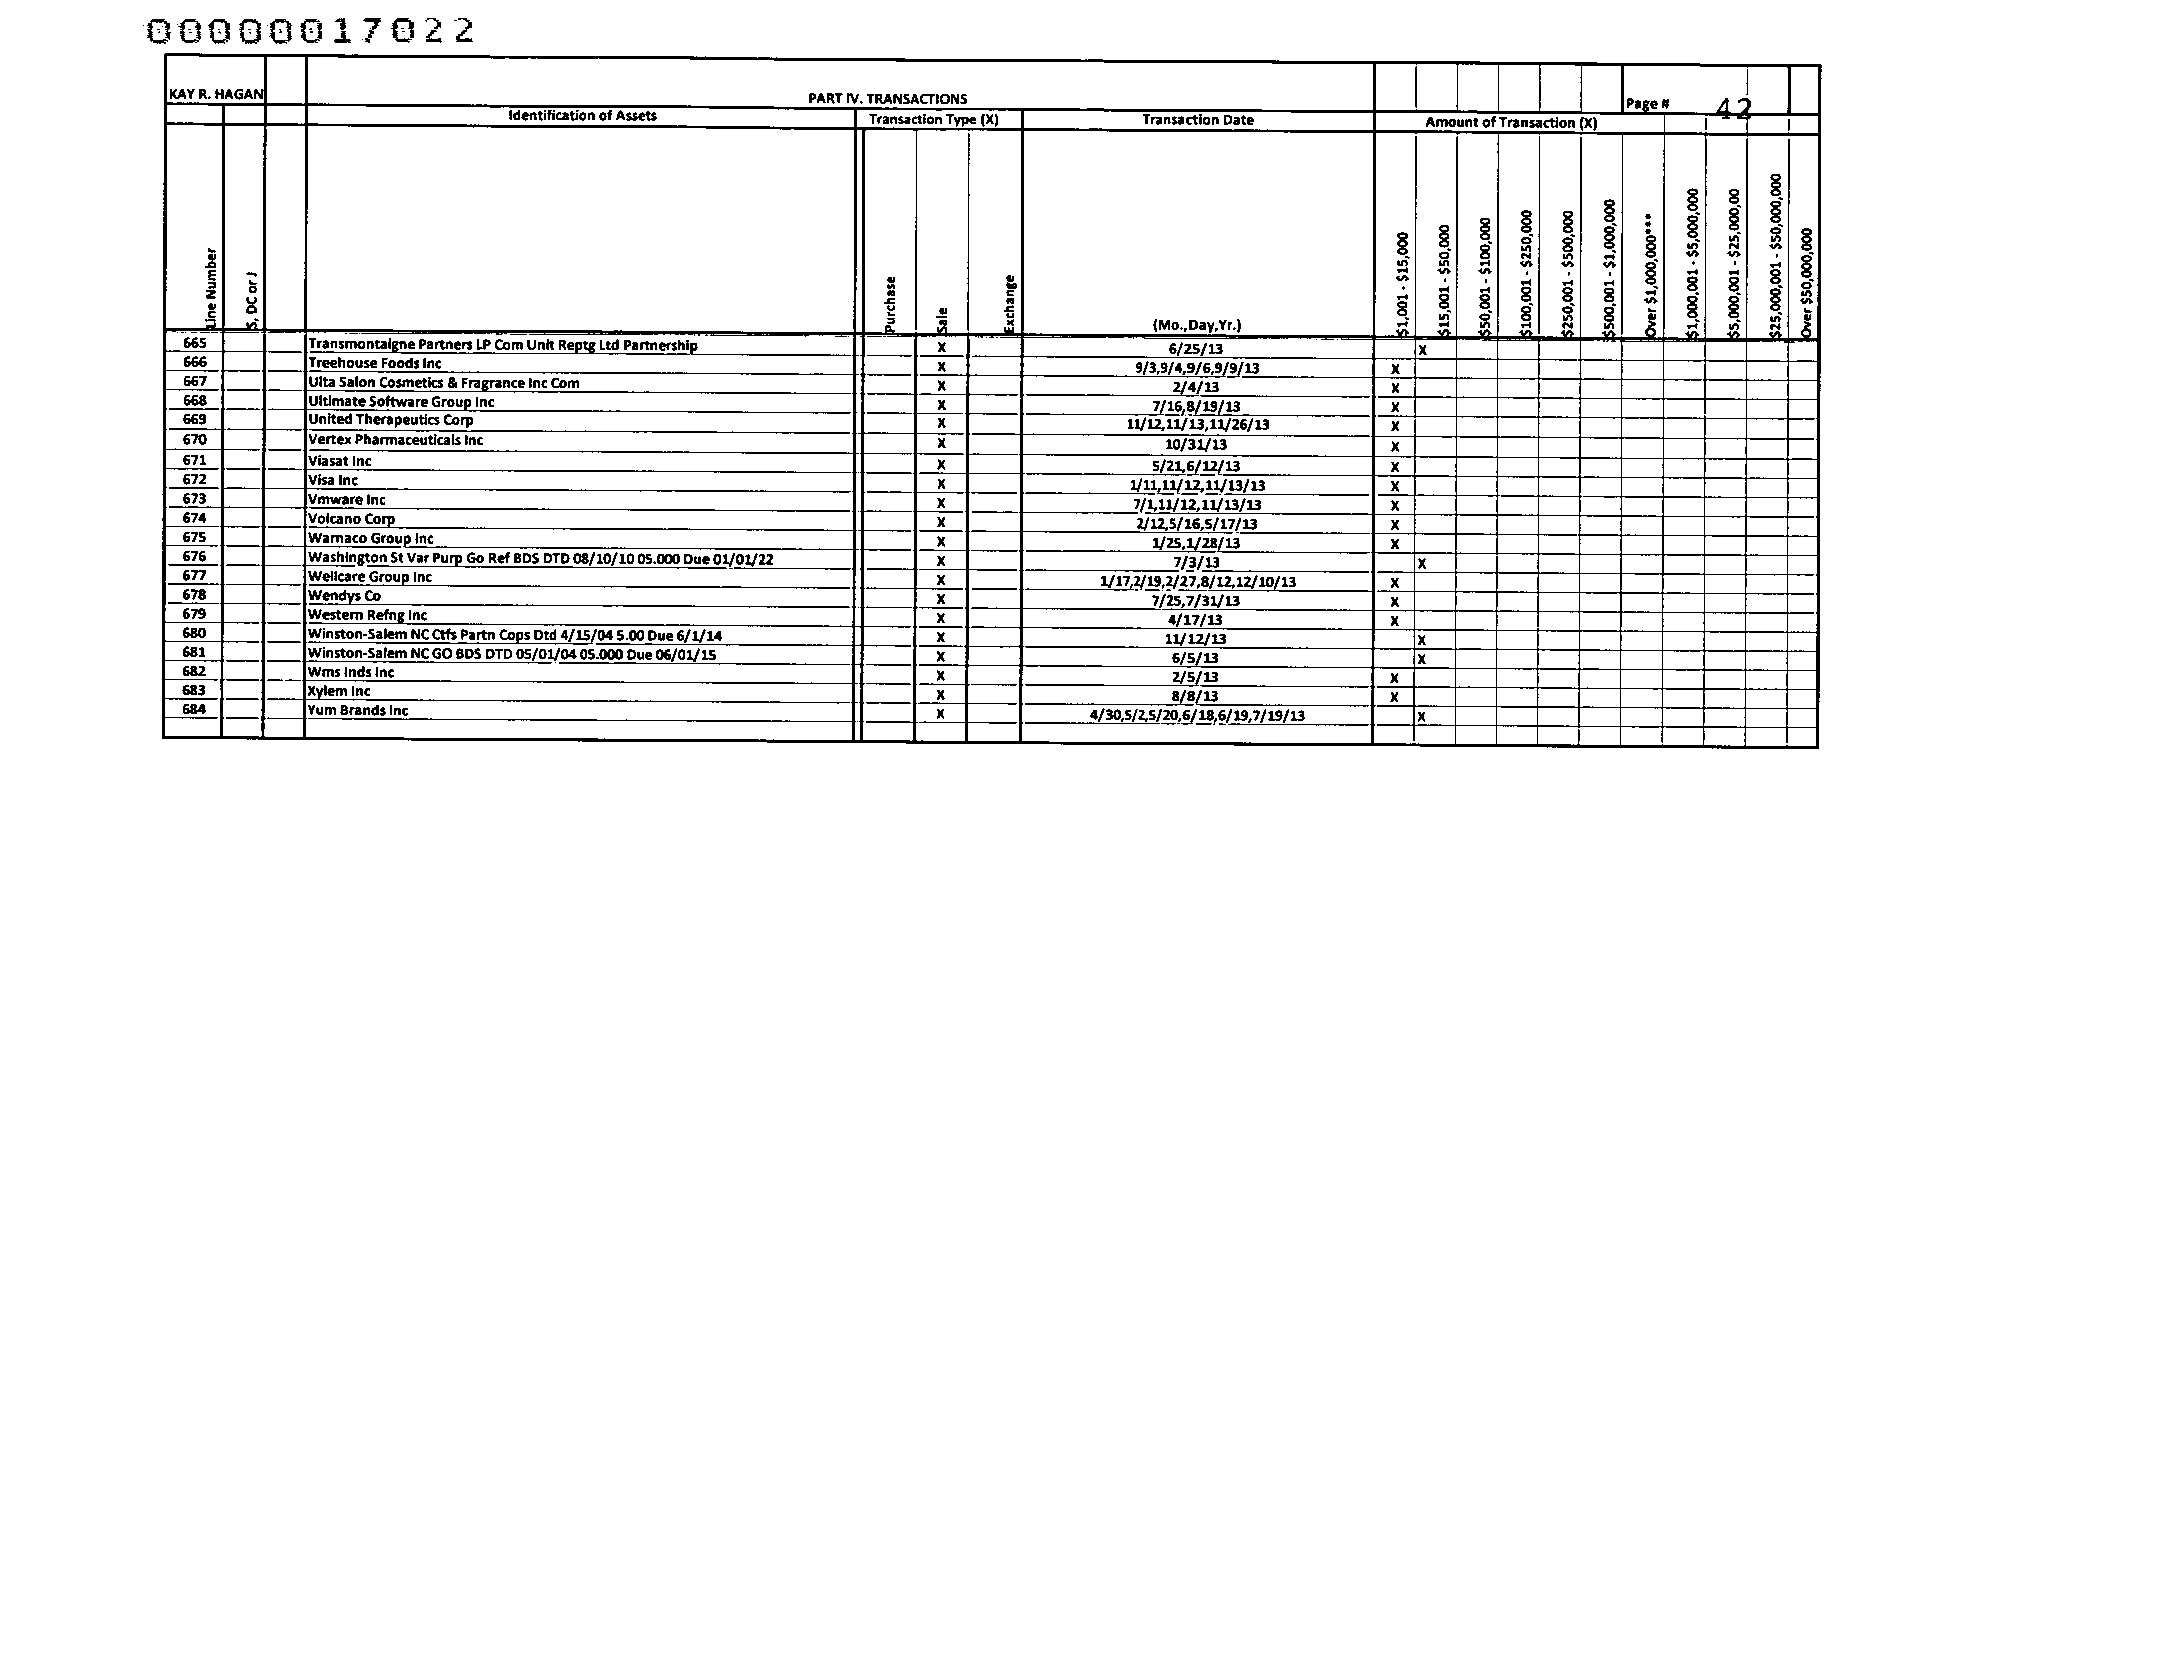 00000017022
KAY R. HAGAN PART IV. TRANSACTIONS Page # 42
Identification of Assets Transaction Type (X) Transaction Date Amount of Transaction (X)
Line Number S, DC or J Purchase Sale Exchange (Mo.,Day,Yr.) $1,001 - $15,000 $15,001 - $50,000 $50,001 - $100,000 $100,001 - $250,000 $250,001 - $500,000 $500,001 - $1,000,000 Over $1,000,000*** $1,000,001 - $5,000,000 $5,000,001 - $25,000,00 $25,000,001 - $50,000,000 Over $50,000,000
665 Transmontaigne Partners LP Com Unit Reptg Ltd Partnership X 6/25/13 X
666 Treehouse Foods Inc X 9/3,9/4,9/6,9/9/13 X
667 Ulta Salon Cosmetics & Fragrance Inc Com X 2/4/13 X
668 Ultimate Software Group Inc X 7/16,8/19/13 X
669 United Therapeutics Corp X 11/12,11/13,11/26/13 X
670 Vertex Pharmaceuticals Inc X 10/31/13 X
671 Viasat Inc X 5/21,6/12/13 X
672 Visa Inc X 1/11,11/12,11/13/13 X
673 Vmware Inc X 7/1,11/12,11/13/13 X
674 Volcano Corp X 2/12,5/16,5/17/13 X
675 Warnaco Group Inc X 1/25,1/28/13 X
676 Washington St Var Purp Go Ref BDS DTD 08/10/10 05.000 Due 01/01/22 X 7/3/13 X
677 Wellcare Group Inc X 1/17,2/19,2/27,8/12,12/10/13 X
678 Wendys Co X 7/25,7/31/13 X
679 Western Refng Inc X 4/17/13 X
680 Winston-Salem NC Ctfs Partn Cops Dtd 4/15/04 5.00 Due 6/1/14 X 11/12/13 X
681 Winston-Salem NC GO BDS DTD 05/01/04 05.000 Due 06/01/15 X 6/5/13 X
682 Wms Inds Inc X 2/5/13 X
683 Xylem Inc X 8/8/13 X
684 Yum Brands Inc X 4/30,5/2,5/20,6/18,6/19,7/19/13 X